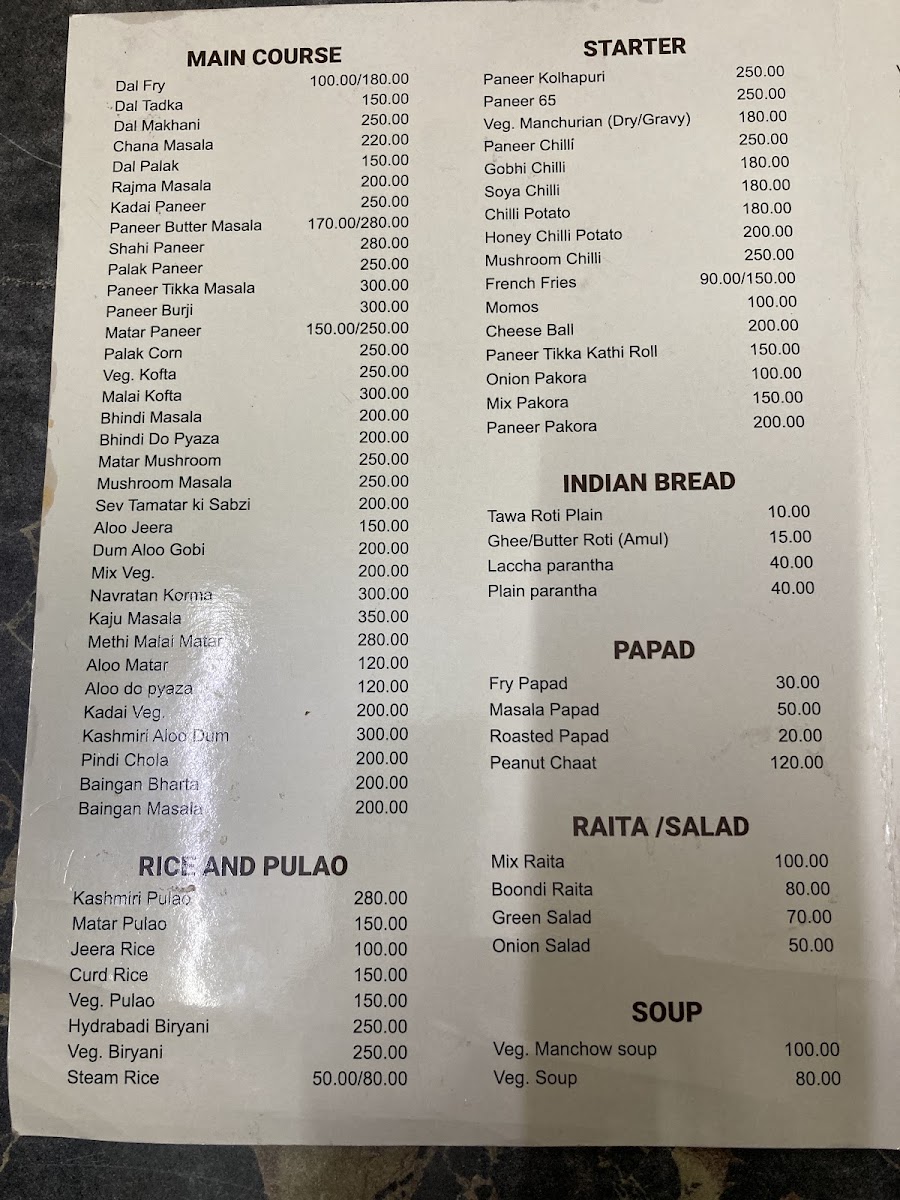 MAIN COURSE
Dal Fry 100.00/180.00
Dal Tadka 150.00
Dal Makhani 250.00
Chana Masala 220.00
Dal Palak 150.00
Rajma Masala 200.00
Kadai Paneer 250.00
Paneer Butter Masala 170.00/280.00
Shahi Paneer 280.00
Palak Paneer 250.00
Paneer Tikka Masala 300.00
Paneer Burji 300.00
Matar Paneer 150.00/250.00
Palak Corn 250.00
Veg. Kofta 250.00
Malai Kofta 300.00
Bhindi Masala 200.00
Bhindi Do Pyaza 200.00
Matar Mushroom 250.00
Mushroom Masala 250.00
Sev Tamatar ki Sabzi 200.00
Aloo Jeera 150.00
Dum Aloo Gobi 200.00
Mix Veg. 200.00
Navratan Korma 300.00
Kaju Masala 350.00
Methi Malai Matar 280.00
Aloo Matar 120.00
Aloo do pyaza 120.00
Kadai Veg. 200.00
Kashmiri Aloo Dum 300.00
Pindi Chola 200.00
Baingan Bharta 200.00
Baingan Masala 200.00
RICE AND PULAO
Kashmiri Pulao 280.00
Matar Pulao 150.00
Jeera Rice 100.00
Curd Rice 150.00
Veg. Pulao 150.00
Hydrabadi Biryani 250.00
Veg. Biryani 250.00
Steam Rice 50.00/80.00
STARTER
Paneer Kolhapuri 250.00
Paneer 65 250.00
Veg. Manchurian (Dry/Gravy) 180.00
Paneer Chilli 250.00
Gobhi Chilli 180.00
Soya Chilli 180.00
Chilli Potato 180.00
Honey Chilli Potato 200.00
Mushroom Chilli 250.00
French Fries 90.00/150.00
Momos 100.00
Cheese Ball 200.00
Paneer Tikka Kathi Roll 150.00
Onion Pakora 100.00
Mix Pakora 150.00
Paneer Pakora 200.00
INDIAN BREAD
Tawa Roti Plain 10.00
Ghee/Butter Roti (Amul) 15.00
Laccha parantha 40.00
Plain parantha 40.00
PAPAD
Fry Papad 30.00
Masala Papad 50.00
Roasted Papad 20.00
Peanut Chaat 120.00
RAITA /SALAD
Mix Raita 100.00
Boondi Raita 80.00
Green Salad 70.00
Onion Salad 50.00
SOUP
Veg. Manchow soup 100.00
Veg. Soup 80.00